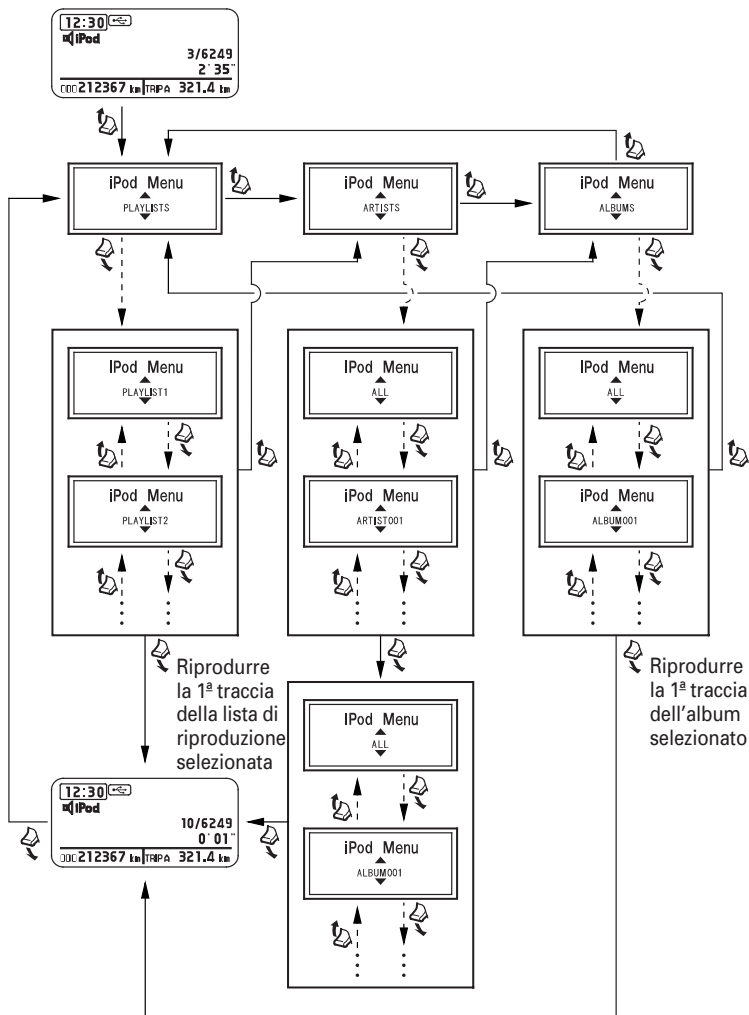 12:30
iPod
3/6249
2'35"
212367 km TRIP A 321.4 km
iPod Menu
PLAYLISTS
iPod Menu
ARTISTS
iPod Menu
ALBUMS
IPod Menu
PLAYLIST1
iPod Menu
PLAYLIST2
IPod Menu
ALL
iPod Menu
ARTIST001
IPod Menu
ALL
iPod Menu
ALBUM001
Riprodurre
la 1ª traccia
della lista di
riproduzione
selezionata
Riprodurre
la 1ª traccia
dell'album
selezionato
IPod Menu
ALL
iPod Menu
ALBUM001
12:30
iPod
10/6249
0'01"
212367 km TRIP A 321.4 km